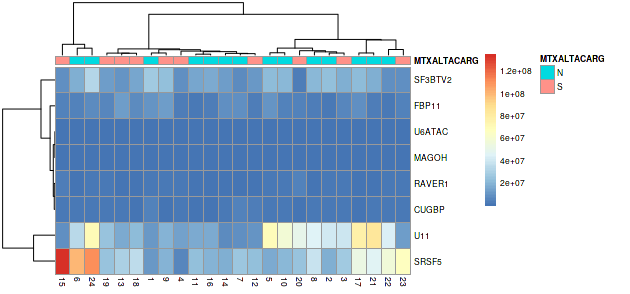 MTXALTACARG
SF3BTV2
FBP11
U6ATAC
MAGOH
RAVER1
CUGBP
U11
SRSF5
15 6 24 19 13 18 1 9 4 11 16 14 7 12 5 10 20 8 2 3 17 21 22 23
1.2e+08
1e+08
8e+07
6e+07
4e+07
2e+07
MTXALTACARG
N
S